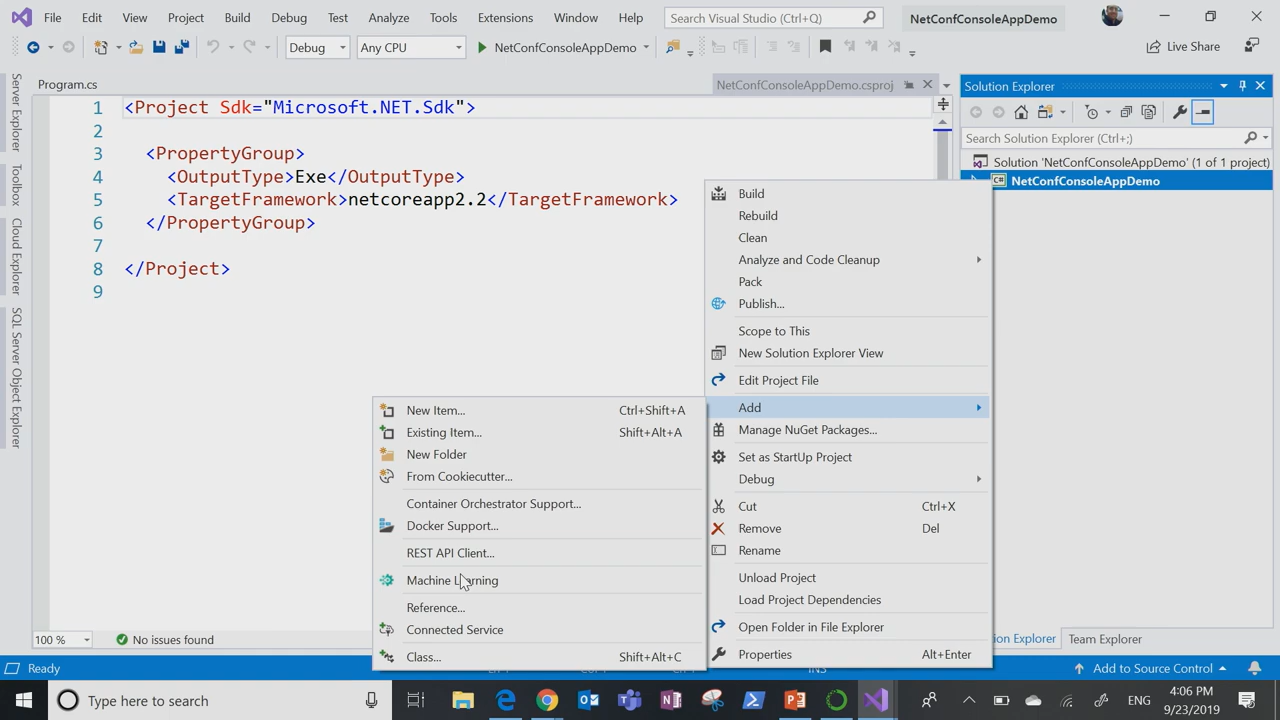 File Edit View Project Build Debug Test Analyze Tools Extensions Window Help Search Visual Studio (Ctrl+Q) NetConfConsoleAppDemo
Debug Any CPU NetConfConsoleAppDemo Live Share
Program.cs NetConfConsoleAppDemo.csproj
Server Explorer
Toolbox
Cloud Explorer
SQL Server Object Explorer
1 <Project Sdk="Microsoft.NET.Sdk">
2
3 <PropertyGroup>
4 <OutputType>Exe</OutputType>
5 <TargetFramework>netcoreapp2.2</TargetFramework>
6 </PropertyGroup>
7
8 </Project>
9
Solution Explorer
Search Solution Explorer (Ctrl+;)
Solution 'NetConfConsoleAppDemo' (1 of 1 project)
C# NetConfConsoleAppDemo
Build
Rebuild
Clean
Analyze and Code Cleanup
Pack
Publish...
Scope to This
New Solution Explorer View
Edit Project File
Add
Manage NuGet Packages...
Set as StartUp Project
Debug
Cut Ctrl+X
Remove Del
Rename
Unload Project
Load Project Dependencies
Open Folder in File Explorer
Properties Alt+Enter
New Item... Ctrl+Shift+A
Existing Item... Shift+Alt+A
New Folder
From Cookiecutter...
Container Orchestrator Support...
Docker Support...
REST API Client...
Machine Learning
Reference...
Connected Service
Class... Shift+Alt+C
100 % No issues found
Explorer Team Explorer
Ready INS Add to Source Control
Type here to search ENG 4:06 PM
9/23/2019